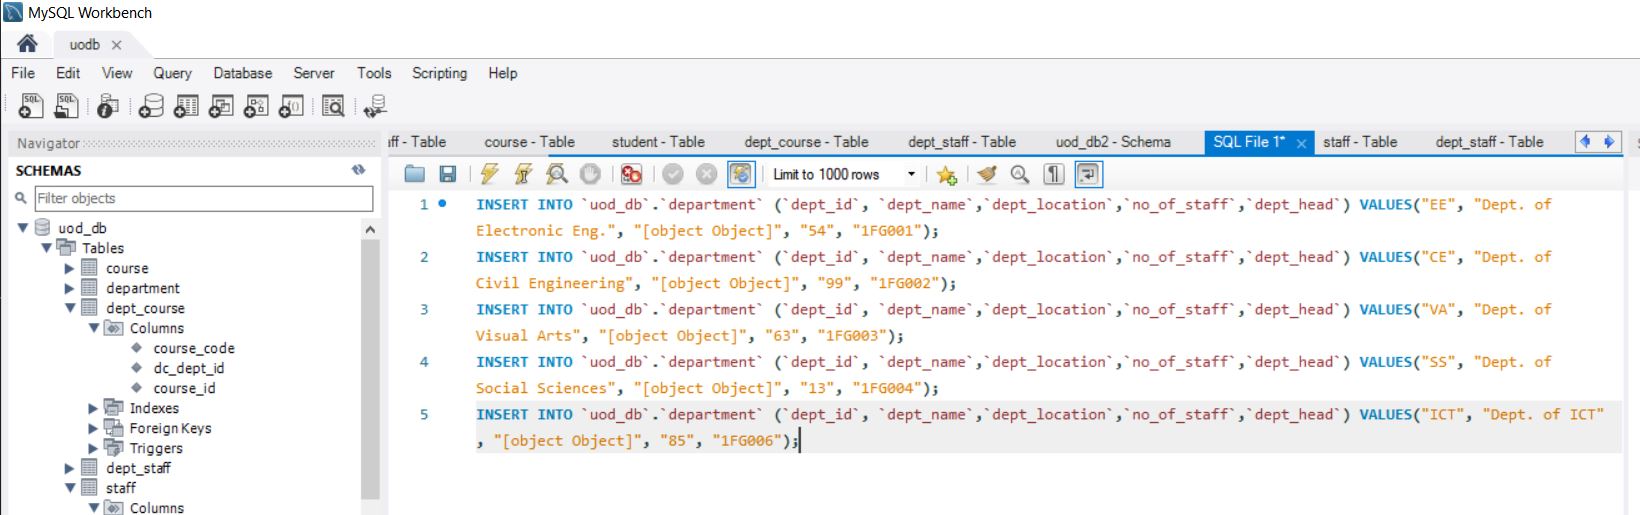 MySQL Workbench
uodb
File Edit View Query Database Server Tools Scripting Help
Navigator
SCHEMAS
Filter objects
uod_db
Tables
course
department
dept_course
Columns
course_code
dc_dept_id
course_id
Indexes
Foreign Keys
Triggers
dept_staff
staff
Columns
ff - Table course - Table student - Table dept_course - Table dept_staff - Table uod_db2 - Schema SQL File 1* staff - Table dept_staff - Table
Limit to 1000 rows
1 INSERT INTO `uod_db`.`department` (`dept_id`, `dept_name`,`dept_location`,`no_of_staff`,`dept_head`) VALUES("EE", "Dept. of
Electronic Eng.", "[object Object]", "54", "1FG001");
2 INSERT INTO `uod_db`.`department` (`dept_id`, `dept_name`,`dept_location`,`no_of_staff`,`dept_head`) VALUES("CE", "Dept. of
Civil Engineering", "[object Object]", "99", "1FG002");
3 INSERT INTO `uod_db`.`department` (`dept_id`, `dept_name`,`dept_location`,`no_of_staff`,`dept_head`) VALUES("VA", "Dept. of
Visual Arts", "[object Object]", "63", "1FG003");
4 INSERT INTO `uod_db`.`department` (`dept_id`, `dept_name`,`dept_location`,`no_of_staff`,`dept_head`) VALUES("SS", "Dept. of
Social Sciences", "[object Object]", "13", "1FG004");
5 INSERT INTO `uod_db`.`department` (`dept_id`, `dept_name`,`dept_location`,`no_of_staff`,`dept_head`) VALUES("ICT", "Dept. of ICT"
, "[object Object]", "85", "1FG006");